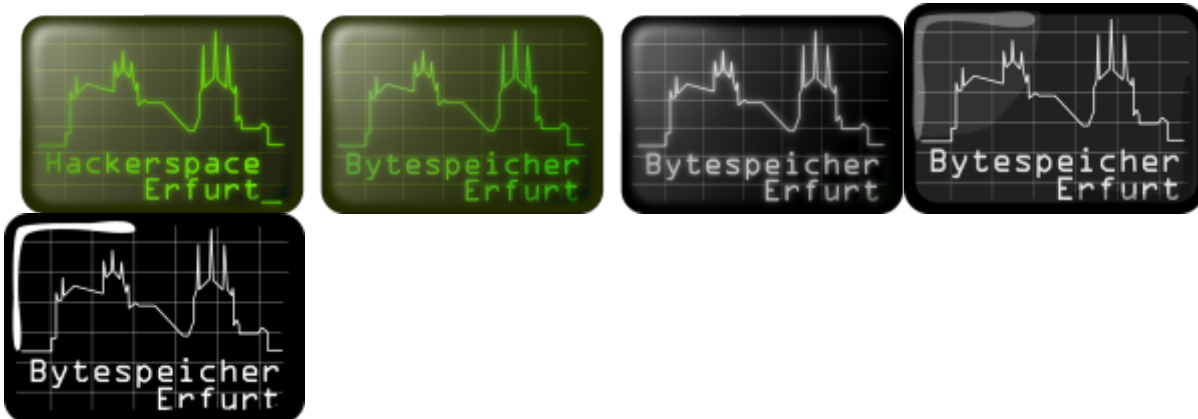 Hackerspace
Erfurt_
Bytespeicher
Erfurt
Bytespeicher
Erfurt
Bytespeicher
Erfurt
Bytespeicher
Erfurt